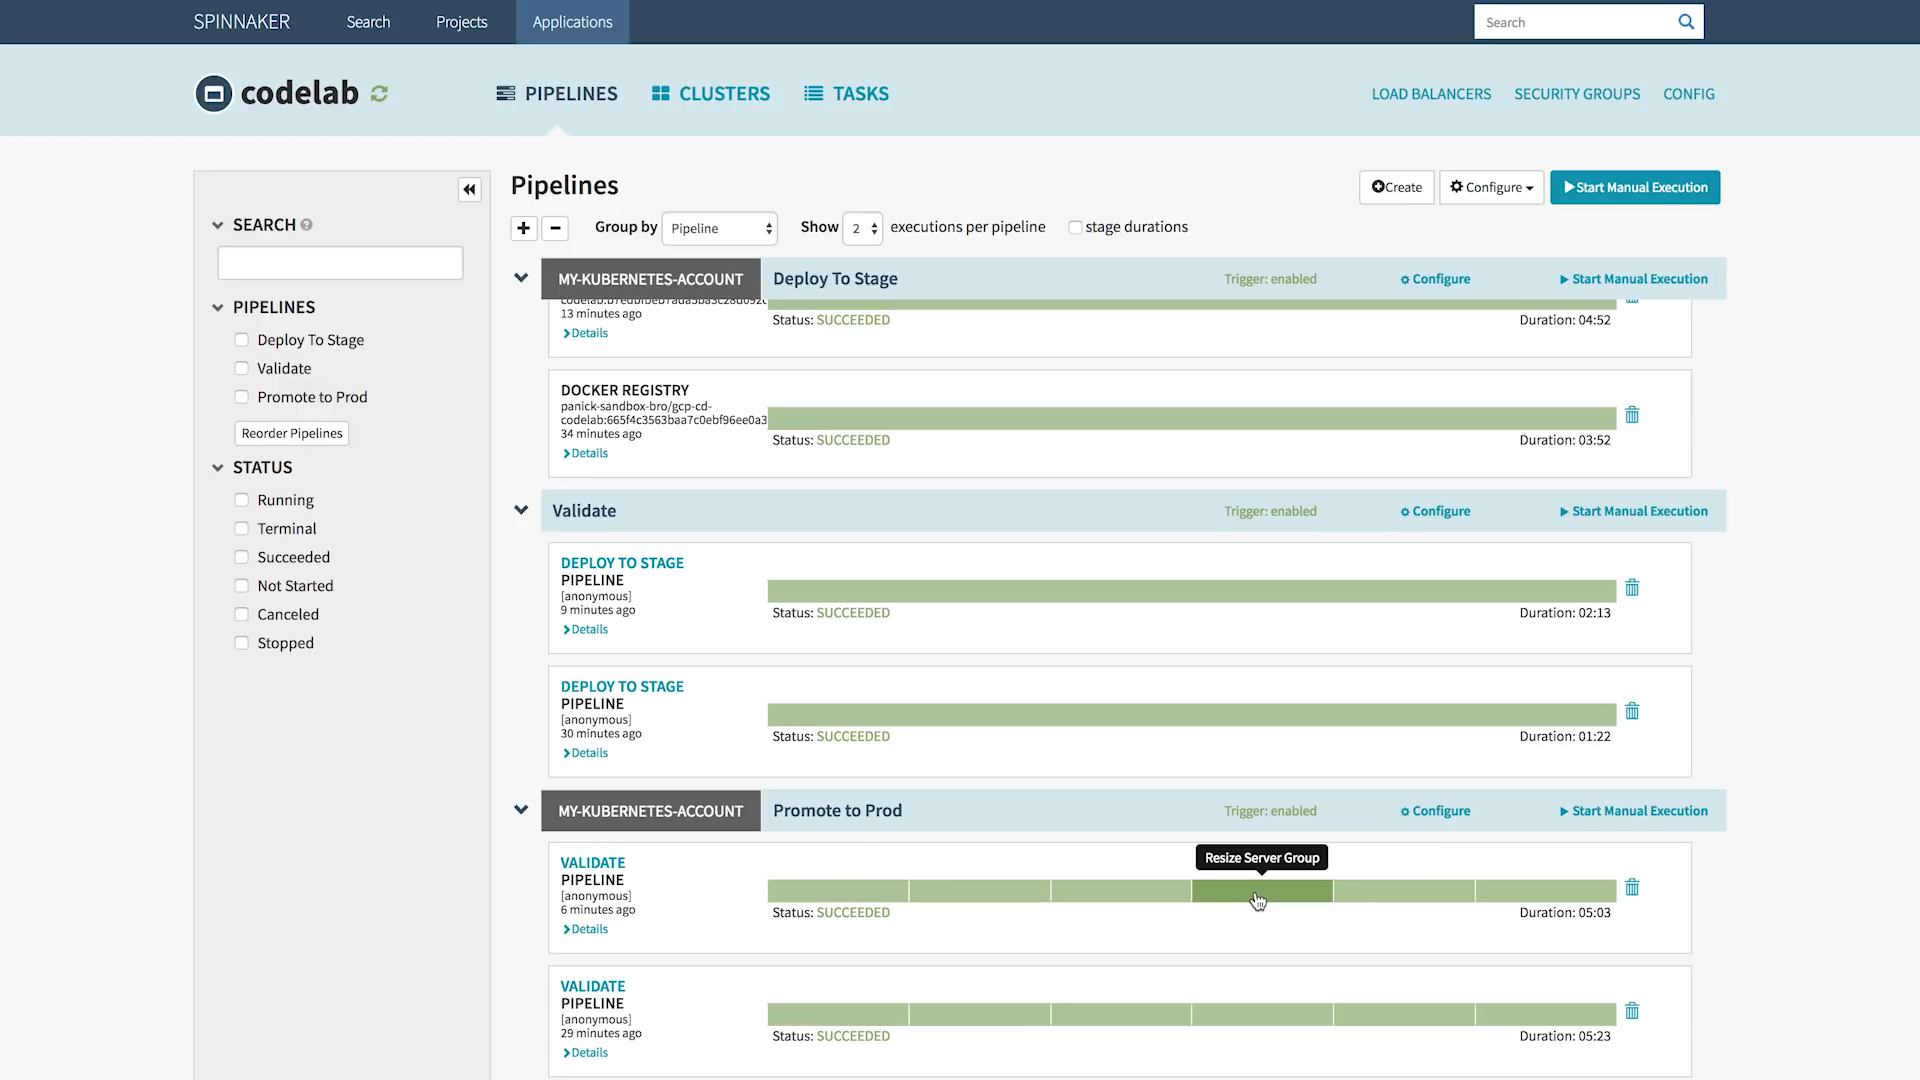 SPINNAKER Search Projects Applications Search
codelab PIPELINES CLUSTERS TASKS LOAD BALANCERS SECURITY GROUPS CONFIG
SEARCH
PIPELINES
Deploy To Stage
Validate
Promote to Prod
Reorder Pipelines
STATUS
Running
Terminal
Succeeded
Not Started
Canceled
Stopped
Pipelines
Create Configure Start Manual Execution
Group by Pipeline Show 2 executions per pipeline stage durations
MY-KUBERNETES-ACCOUNT Deploy To Stage Trigger: enabled Configure Start Manual Execution
13 minutes ago
Status: SUCCEEDED Duration: 04:52
Details
DOCKER REGISTRY
panick-sandbox-bro/gcp-cd-
codelab:665f4c3563baa7c0ebf96ee0a3
34 minutes ago
Status: SUCCEEDED Duration: 03:52
Details
Validate Trigger: enabled Configure Start Manual Execution
DEPLOY TO STAGE
PIPELINE
[anonymous]
9 minutes ago
Status: SUCCEEDED Duration: 02:13
Details
DEPLOY TO STAGE
PIPELINE
[anonymous]
30 minutes ago
Status: SUCCEEDED Duration: 01:22
Details
MY-KUBERNETES-ACCOUNT Promote to Prod Trigger: enabled Configure Start Manual Execution
Resize Server Group
VALIDATE
PIPELINE
[anonymous]
6 minutes ago
Status: SUCCEEDED Duration: 05:03
Details
VALIDATE
PIPELINE
[anonymous]
29 minutes ago
Status: SUCCEEDED Duration: 05:23
Details